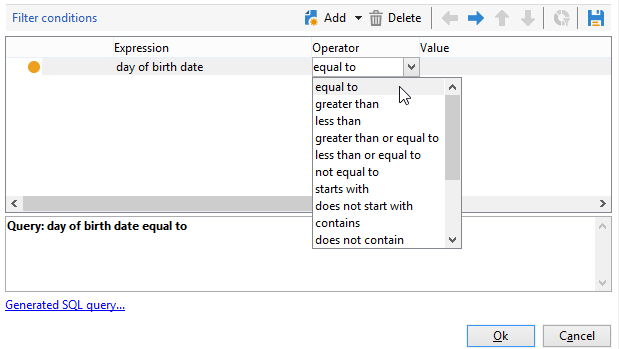 Filter conditions Add Delete
Expression Operator Value
day of birth date equal to
equal to
greater than
less than
greater than or equal to
less than or equal to
not equal to
starts with
does not start with
contains
does not contain
Query: day of birth date equal to
Generated SQL query...
Ok Cancel